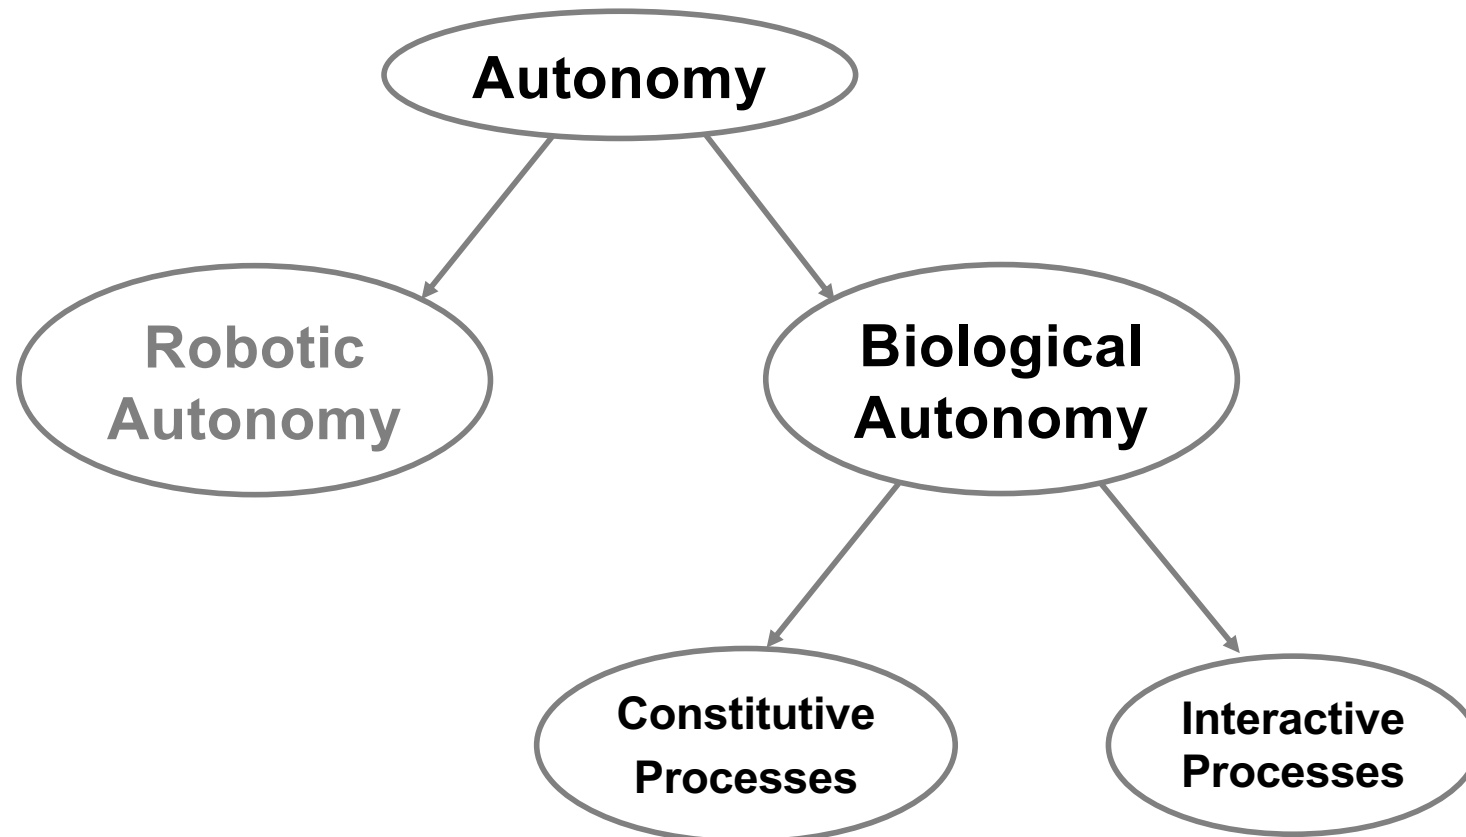 Autonomy
Robotic
Autonomy
Biological
Autonomy
Constitutive
Processes
Interactive
Processes